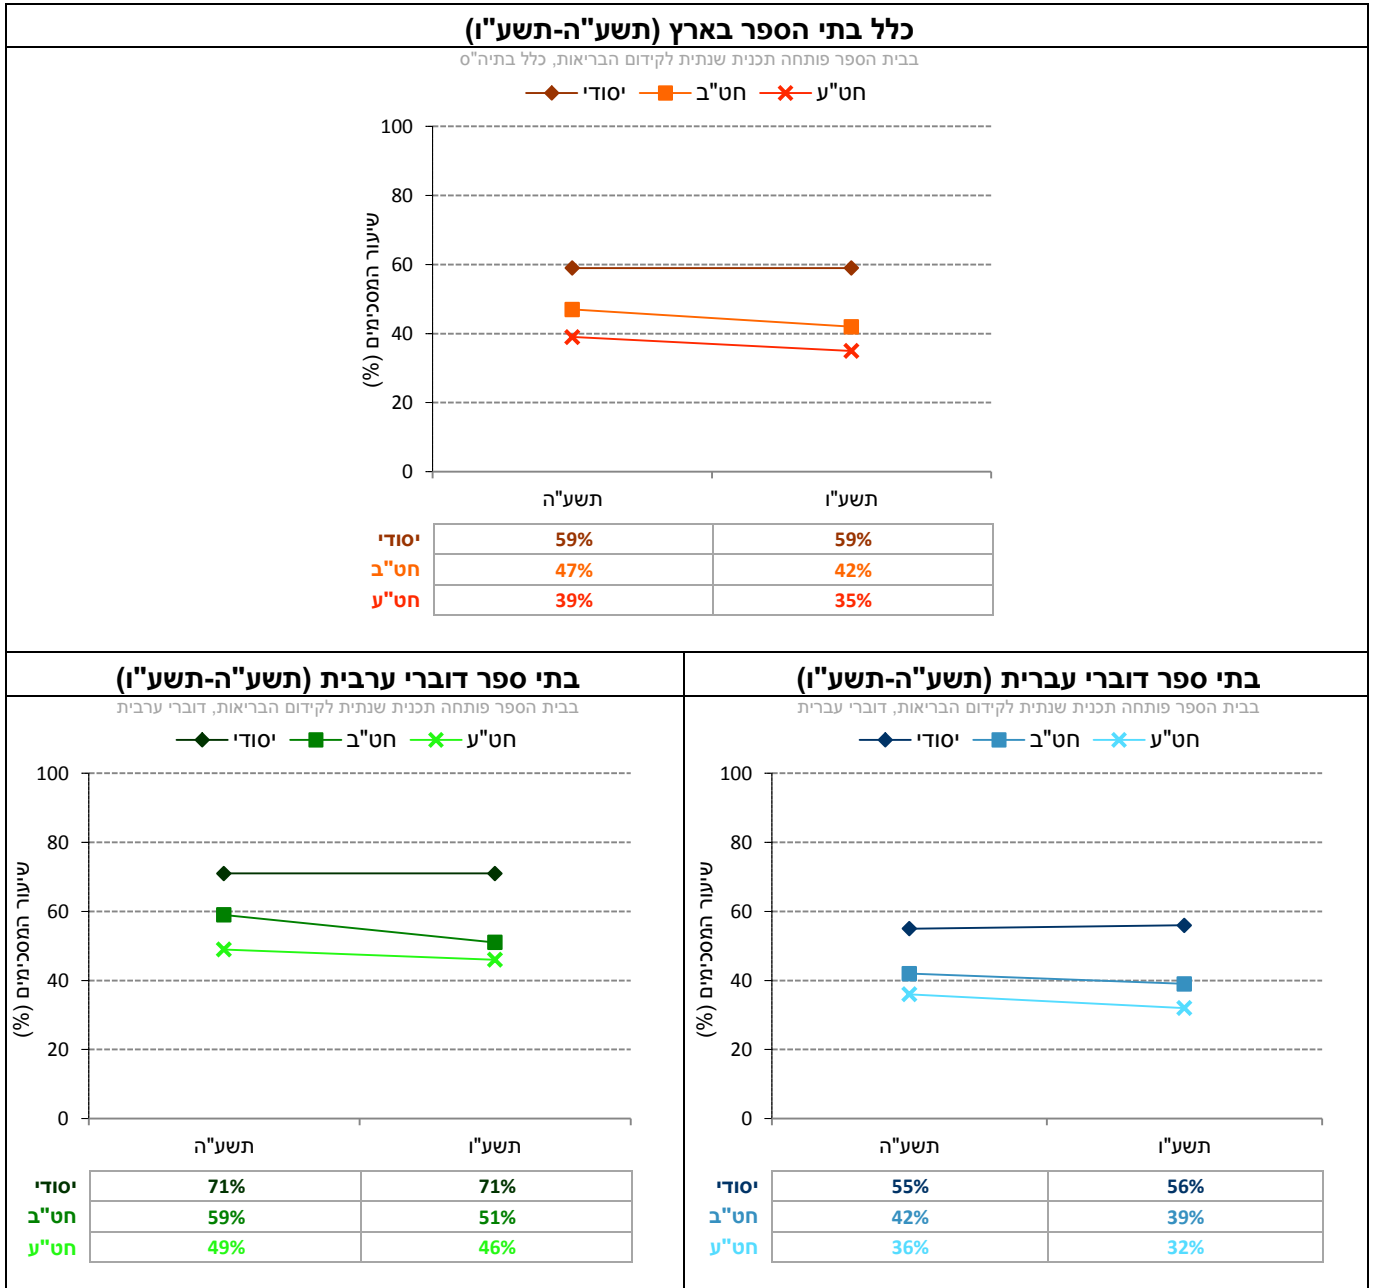 כלל בתי הספר בארץ (תשע"ה-תשע"ו)
בבית הספר פותחה תכנית שנתית לקידום הבריאות, כלל בתיה"ס
יסודי חט"ב חט"ע
שיעור המסכימים (%)
100
80
60
40
20
0
תשע"ה תשע"ו
יסודי 59% 59%
חט"ב 47% 42%
חט"ע 39% 35%
בתי ספר דוברי עברית (תשע"ה-תשע"ו)
בבית הספר פותחה תכנית שנתית לקידום הבריאות, דוברי עברית
יסודי חט"ב חט"ע
שיעור המסכימים (%)
100
80
60
40
20
0
תשע"ה תשע"ו
יסודי 55% 56%
חט"ב 42% 39%
חט"ע 36% 32%
בתי ספר דוברי ערבית (תשע"ה-תשע"ו)
בבית הספר פותחה תכנית שנתית לקידום הבריאות, דוברי ערבית
יסודי חט"ב חט"ע
שיעור המסכימים (%)
100
80
60
40
20
0
תשע"ה תשע"ו
יסודי 71% 71%
חט"ב 59% 51%
חט"ע 49% 46%